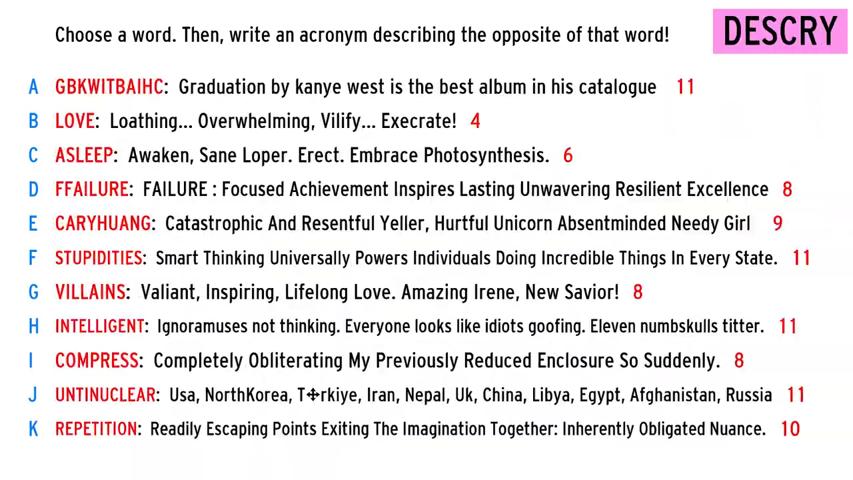 Choose a word. Then, write an acronym describing the opposite of that word!
DESCRY
A GBKWITBAIHC: Graduation by kanye west is the best album in his catalogue 11
B LOVE: Loathing... Overwhelming, Vilify... Execrate! 4
C ASLEEP: Awaken, Sane Loper. Erect. Embrace Photosynthesis. 6
D FFAILURE: FAILURE : Focused Achievement Inspires Lasting Unwavering Resilient Excellence 8
E CARYHUANG: Catastrophic And Resentful Yeller, Hurtful Unicorn Absentminded Needy Girl 9
F STUPIDITIES: Smart Thinking Universally Powers Individuals Doing Incredible Things In Every State. 11
G VILLAINS: Valiant, Inspiring, Lifelong Love. Amazing Irene, New Savior! 8
H INTELLIGENT: Ignoramuses not thinking. Everyone looks like idiots goofing. Eleven numbskulls titter. 11
I COMPRESS: Completely Obliterating My Previously Reduced Enclosure So Suddenly. 8
J UNTINUCLEAR: Usa, NorthKorea, T✣rkiye, Iran, Nepal, Uk, China, Libya, Egypt, Afghanistan, Russia 11
K REPETITION: Readily Escaping Points Exiting The Imagination Together: Inherently Obligated Nuance. 10